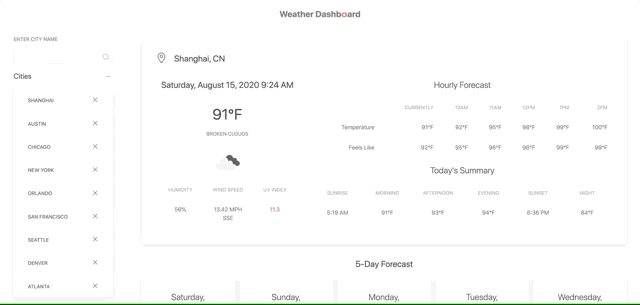 Weather Dashboard
ENTER CITY NAME
Cities
SHANGHAI
AUSTIN
CHICAGO
NEW YORK
ORLANDO
SAN FRANCISCO
SEATTLE
DENVER
ATLANTA
Shanghai, CN
Saturday, August 15, 2020 9:24 AM
91°F
BROKEN CLOUDS
HUMIDITY WIND SPEED UV INDEX
56% 13.42 MPH 11.3
SSE
Hourly Forecast
CURRENTLY 10AM 11AM 12PM 1PM 2PM
Temperature 91°F 92°F 95°F 98°F 99°F 100°F
Feels Like 92°F 95°F 98°F 98°F 99°F 99°F
Today's Summary
SUNRISE MORNING AFTERNOON EVENING SUNSET NIGHT
5:19 AM 91°F 93°F 94°F 6:36 PM 84°F
5-Day Forecast
Saturday, Sunday, Monday, Tuesday, Wednesday,